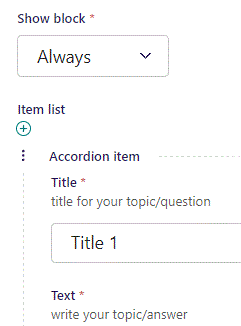 Show block *
Always
Item list
Accordion item
Title *
title for your topic/question
Title 1
Text *
write your topic/answer